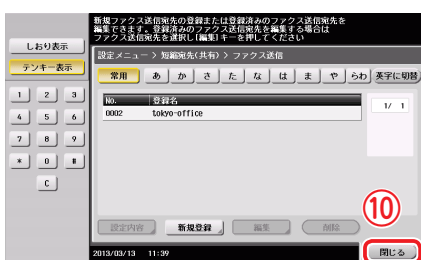 新規ファクス送信宛先の登録または登録済みのファクス送信宛先を
編集できます。登録済みのファクス送信宛先を編集する場合は
ファクス送信宛先を選択し[編集]キーを押してください
しおり表示
テンキー表示
設定メニュー > 短縮宛先(共有) > ファクス送信
常用 あ か さ た な は ま や らわ 英字に切替
1 2 3
4 5 6
7 8 9
* 0 #
C
No. 登録名
0002 tokyo-office
1/ 1
設定内容 新規登録 編集 削除
⑩
2013/03/13 11:39
閉じる